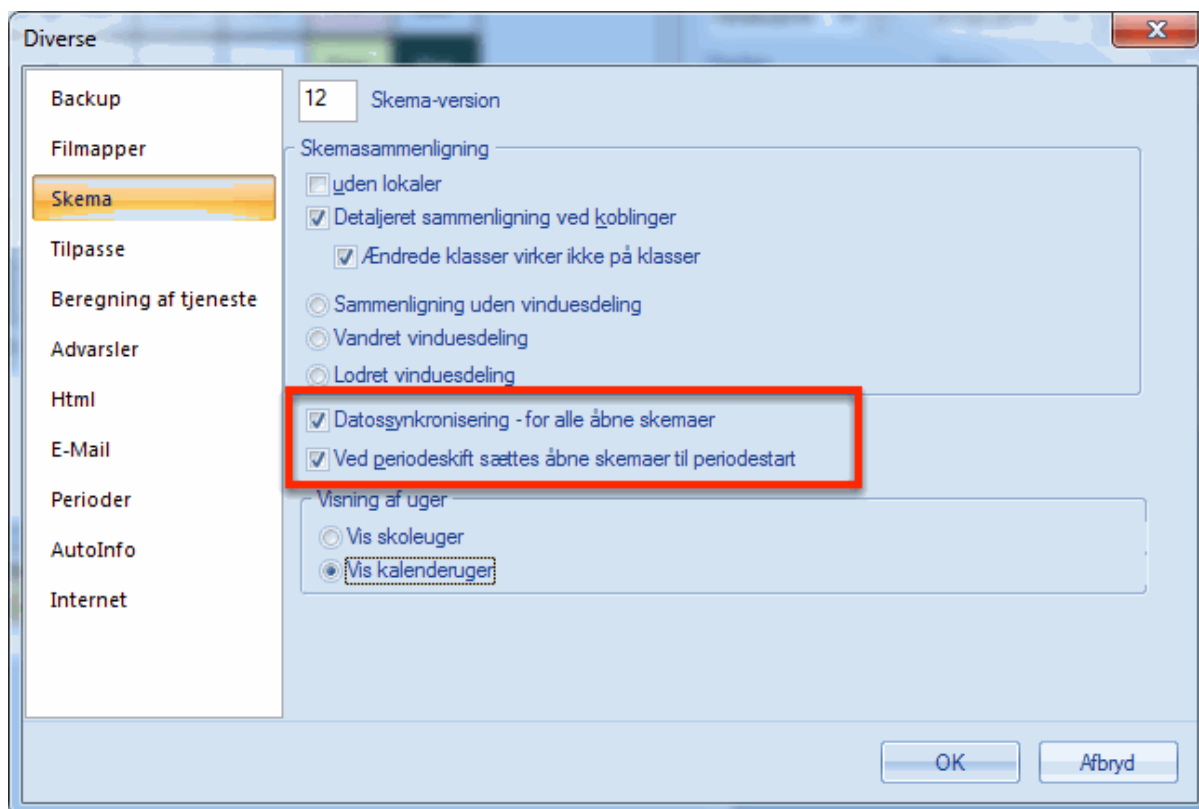 Diverse
Backup
Filmapper
Skema
Tilpasse
Beregning af tjeneste
Advarsler
Html
E-Mail
Perioder
AutoInfo
Internet
12 Skema-version
Skemasammenligning
uden lokaler
Detaljeret sammenligning ved koblinger
Ændrede klasser virker ikke på klasser
Sammenligning uden vinduesdeling
Vandret vinduesdeling
Lodret vinduesdeling
Datossynkronisering - for alle åbne skemaer
Ved periodeskift sættes åbne skemaer til periodestart
Visning af uger
Vis skoleuger
Vis kalenderuger
OK Afbryd